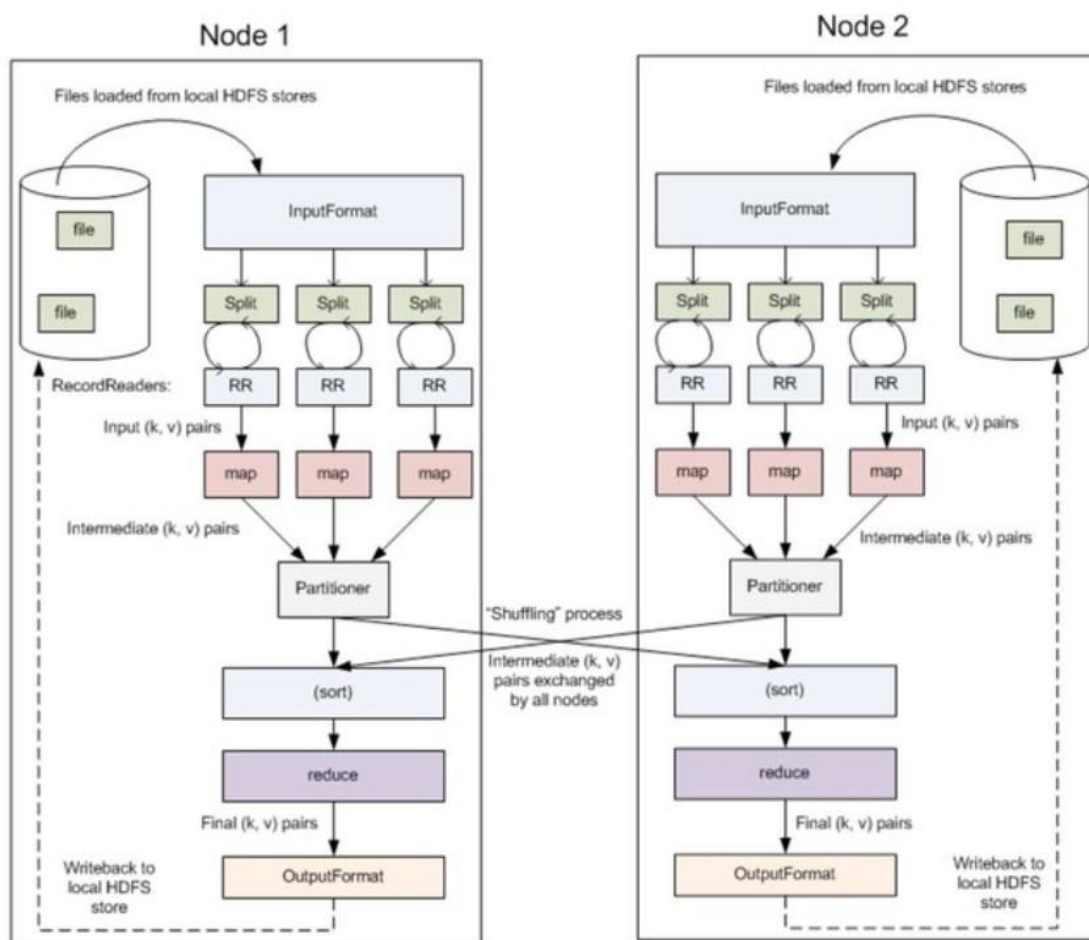 Node 1
Files loaded from local HDFS stores
file
file
InputFormat
Split Split Split
RecordReaders:
RR RR RR
Input (k, v) pairs
map map map
Intermediate (k, v) pairs
Partitioner
(sort)
reduce
Final (k, v) pairs
OutputFormat
Writeback to
local HDFS
store
"Shuffling" process
Intermediate (k, v)
pairs exchanged
by all nodes
Node 2
Files loaded from local HDFS stores
InputFormat
file
file
Split Split Split
RR RR RR
Input (k, v) pairs
map map map
Intermediate (k, v) pairs
Partitioner
(sort)
reduce
Final (k, v) pairs
OutputFormat
Writeback to
local HDFS
store